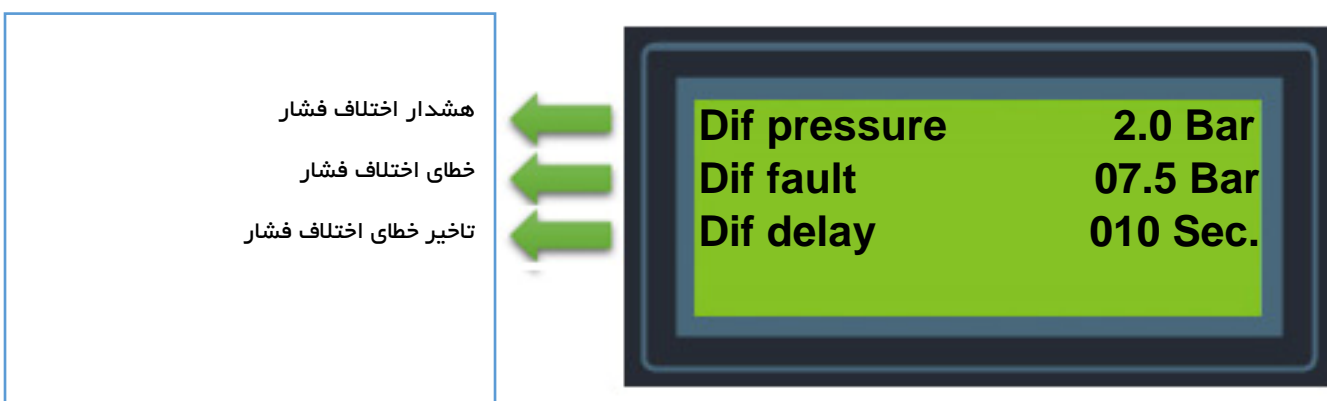 هشدار اختلاف فشار
خطای اختلاف فشار
تاخیر خطای اختلاف فشار
Dif pressure 2.0 Bar
Dif fault 07.5 Bar
Dif delay 010 Sec.